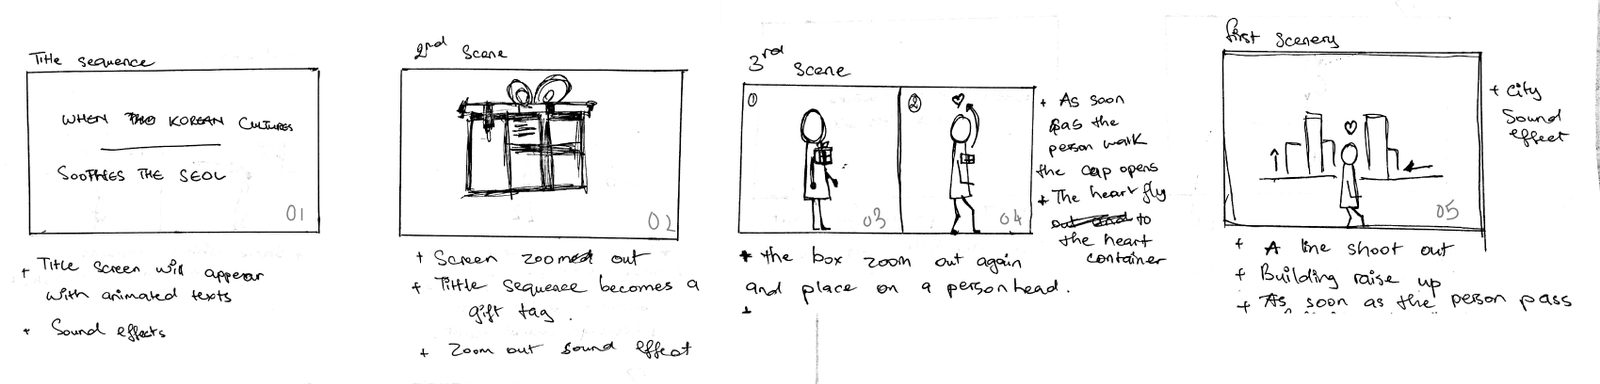 Title sequence
WHEN THO KOREAN CULTURES
SOOTHES THE SEOL
01
+ Title screen will appear
with animated texts
+ Sound effects
2nd scene
02
+ Screen zoomed out
+ Tittle sequence becomes a
gift tag.
+ Zoom out sound effect
3rd scene
1
03
2
04
+ As soon
as the
person walk
the cap opens
+ The heart fly
out and to
the heart
container
+ the box zoom out again
and place on a person head.
+
first scenery
05
+ City
sound
effect
+ A line shoot out
+ Building raise up
+ As soon as the person pass